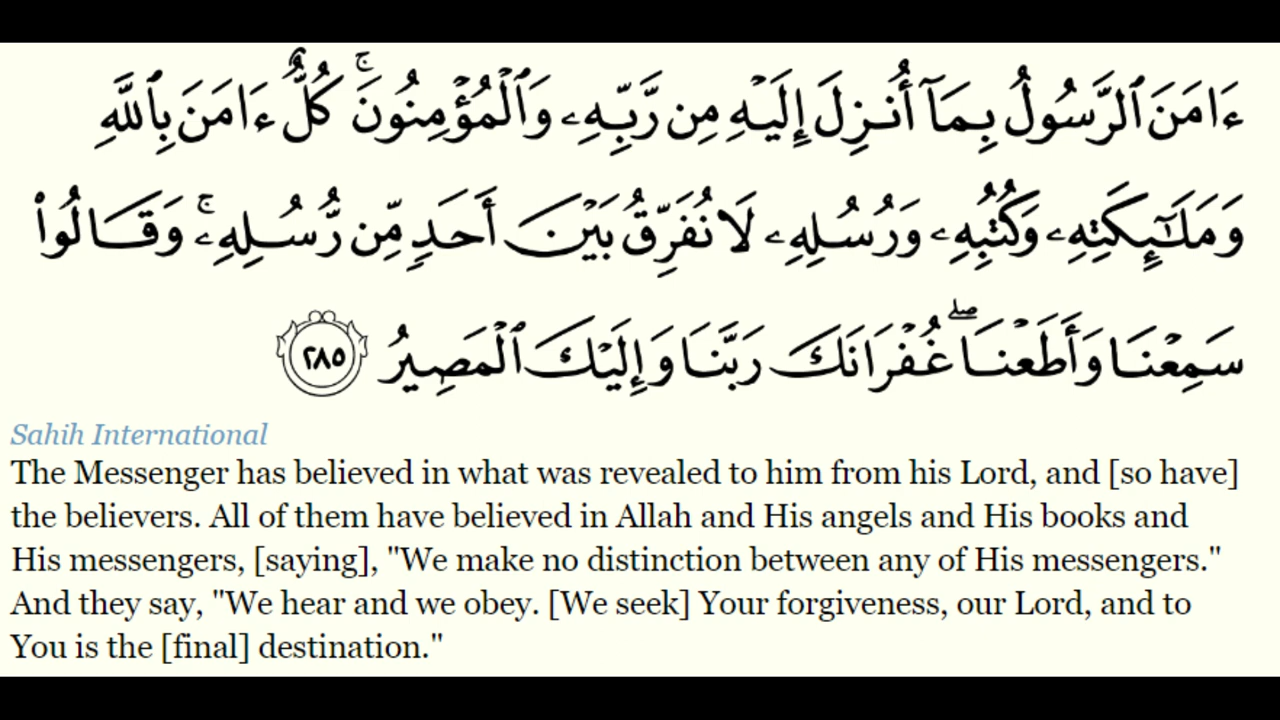 ءَامَنَ ٱلرَّسُولُ بِمَآ أُنزِلَ إِلَيْهِ مِن رَّبِّهِۦ وَٱلْمُؤْمِنُونَ ۚ كُلٌّ ءَامَنَ بِٱللَّهِ
وَمَلَـٰٓئِكَتِهِۦ وَكُتُبِهِۦ وَرُسُلِهِۦ لَا نُفَرِّقُ بَيْنَ أَحَدٍ مِّن رُّسُلِهِۦ ۚ وَقَالُوا۟
سَمِعْنَا وَأَطَعْنَا ۖ غُفْرَانَكَ رَبَّنَا وَإِلَيْكَ ٱلْمَصِيرُ ٢٨٥
Sahih International
The Messenger has believed in what was revealed to him from his Lord, and [so have]
the believers. All of them have believed in Allah and His angels and His books and
His messengers, [saying], "We make no distinction between any of His messengers."
And they say, "We hear and we obey. [We seek] Your forgiveness, our Lord, and to
You is the [final] destination."